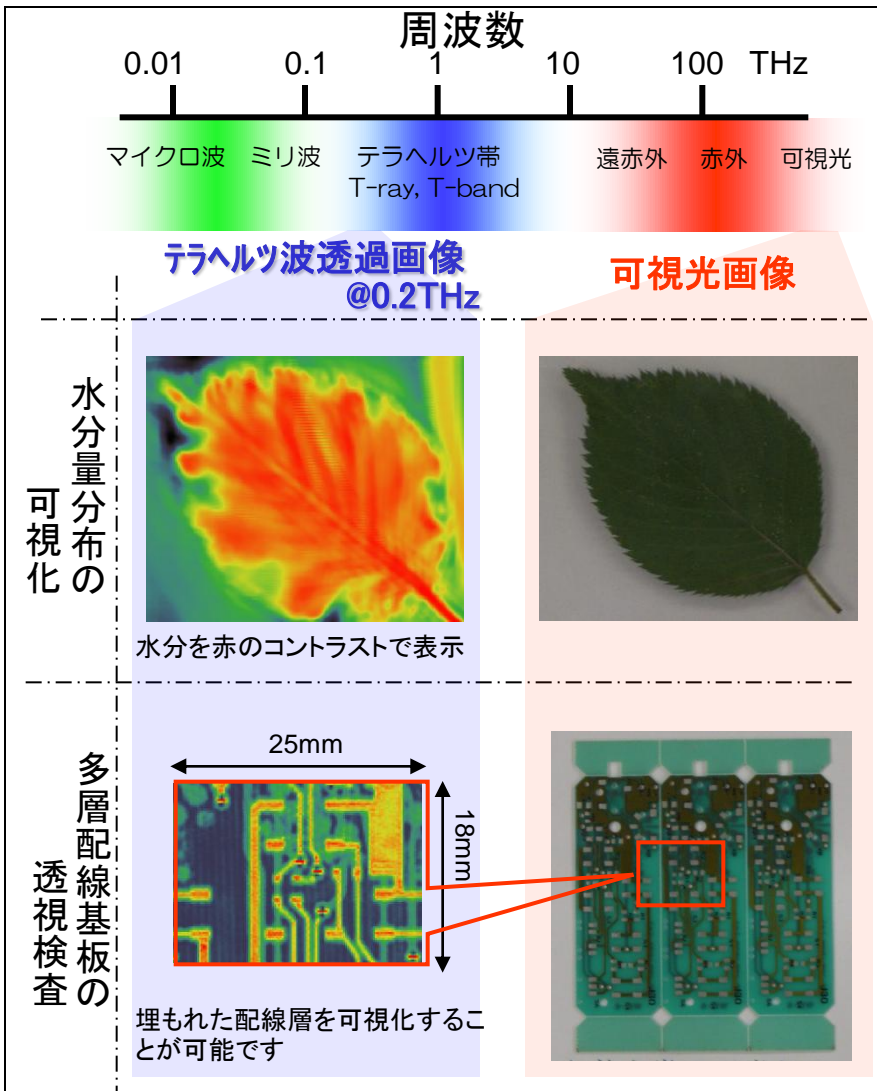 周波数
0.01 0.1 1 10 100 THz
マイクロ波 ミリ波 テラヘルツ帯 遠赤外 赤外 可視光
T-ray, T-band
テラヘルツ波透過画像
@0.2THz
可視光画像
水分量分布の
可視化
水分を赤のコントラストで表示
多層配線基板の
透視検査
25mm
18mm
埋もれた配線層を可視化するこ
とが可能です